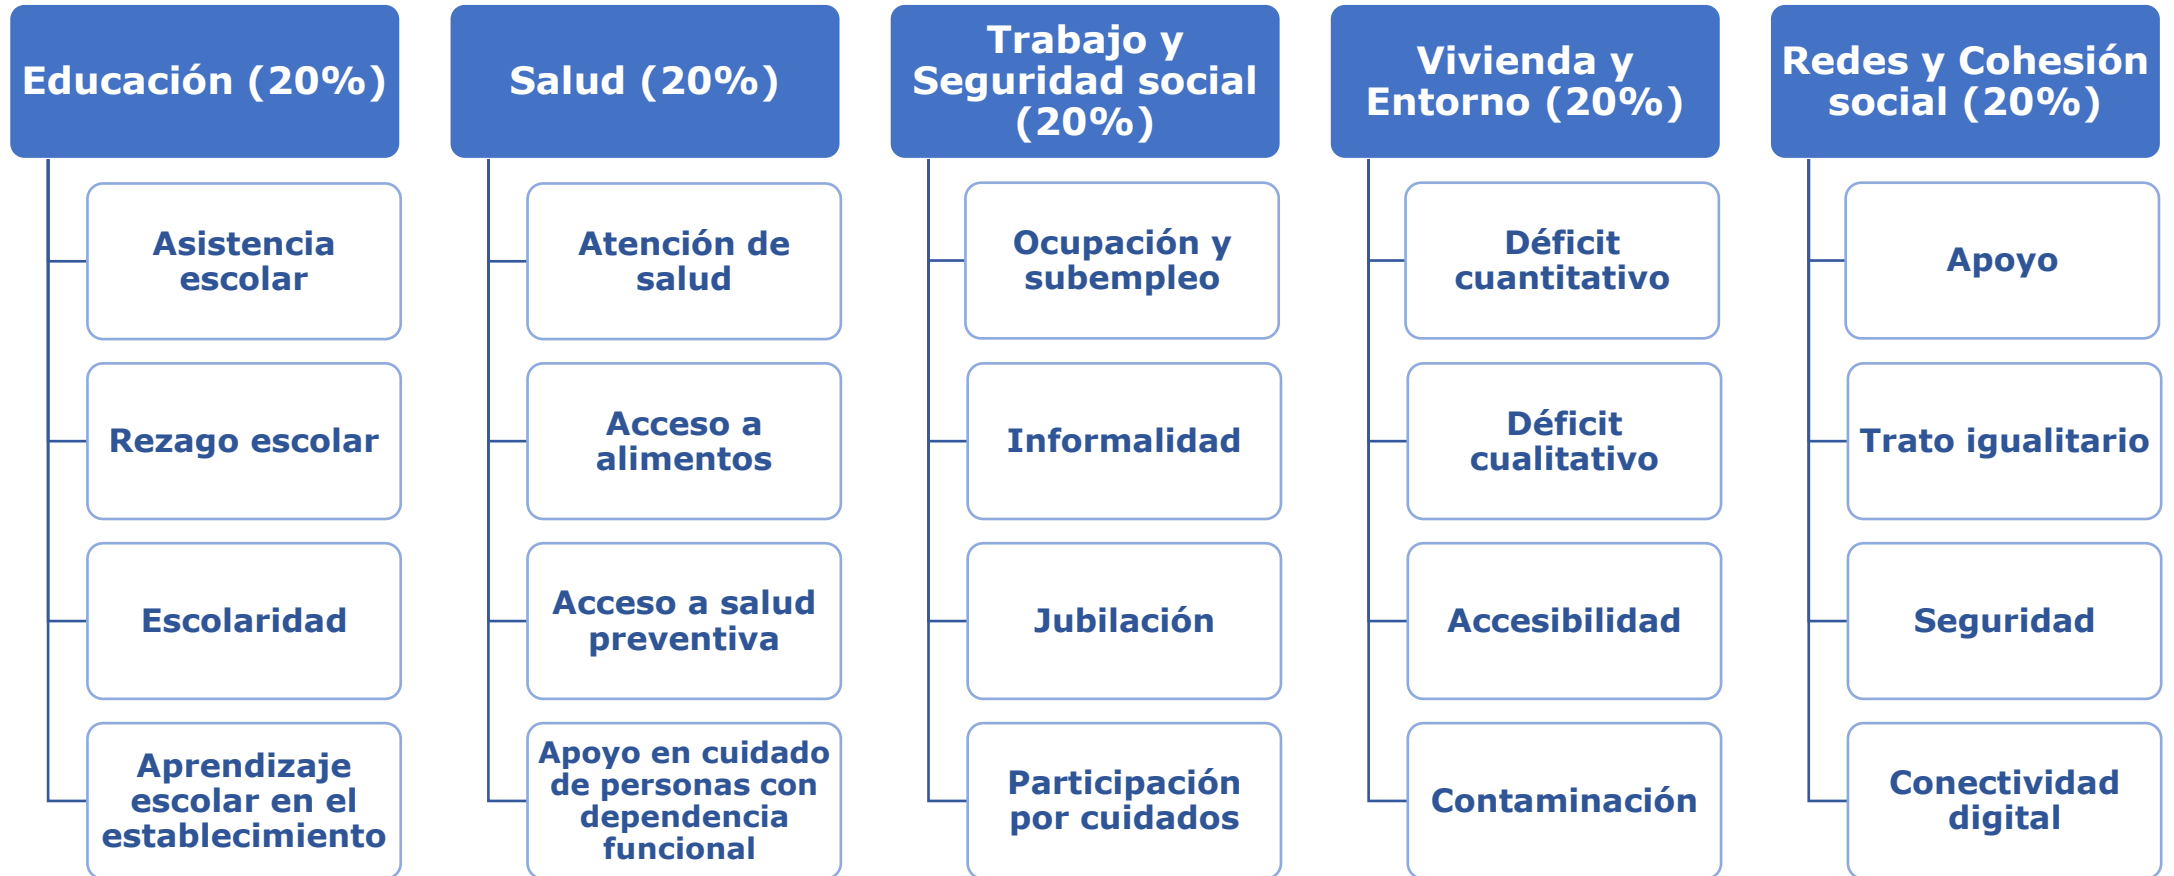 Educación (20%)
Asistencia
escolar
Rezago escolar
Escolaridad
Aprendizaje
escolar en el
establecimiento
Salud (20%)
Atención de
salud
Acceso a
alimentos
Acceso a salud
preventiva
Apoyo en cuidado
de personas con
dependencia
funcional
Trabajo y
Seguridad social
(20%)
Ocupación y
subempleo
Informalidad
Jubilación
Participación
por cuidados
Vivienda y
Entorno (20%)
Déficit
cuantitativo
Déficit
cualitativo
Accesibilidad
Contaminación
Redes y Cohesión
social (20%)
Apoyo
Trato igualitario
Seguridad
Conectividad
digital